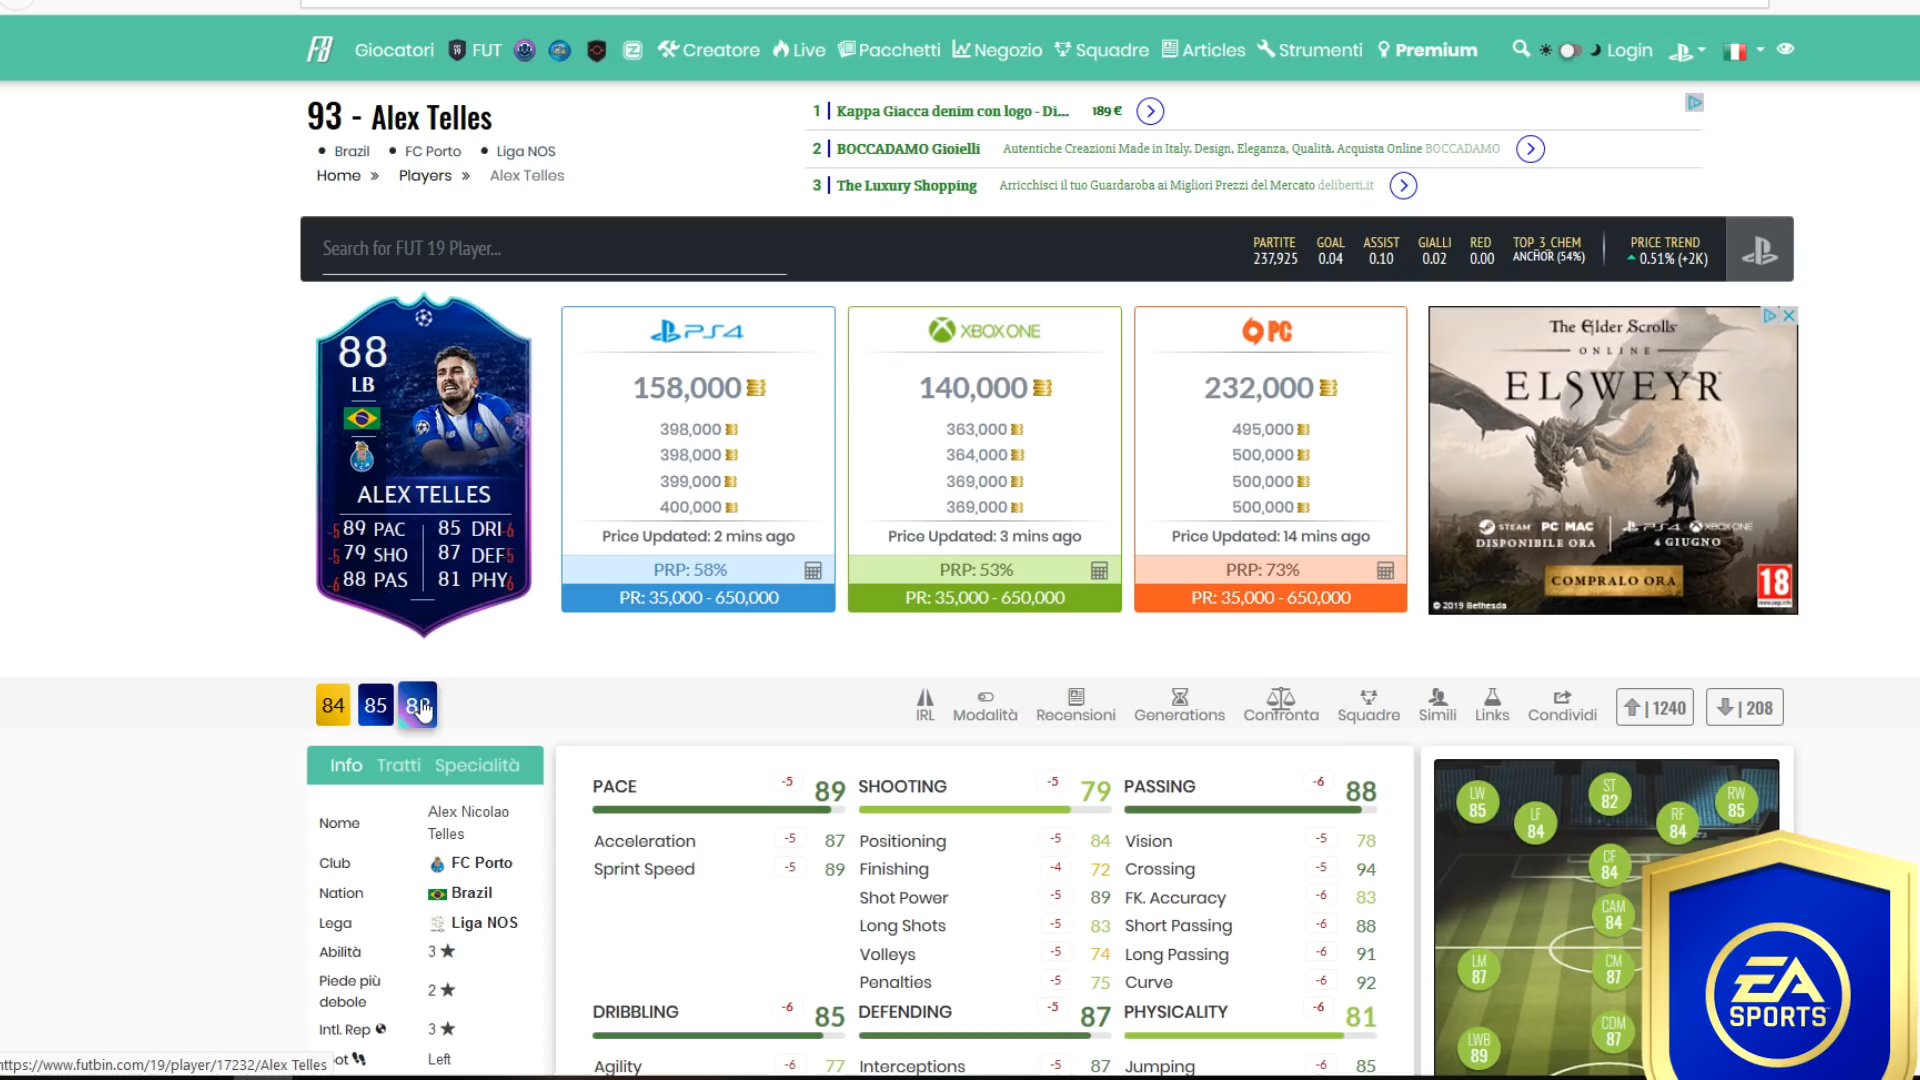 Giocatori FUT Creatore Live Pacchetti Negozio Squadre Articles Strumenti Premium Login
93 - Alex Telles
Brazil FC Porto Liga NOS
Home » Players » Alex Telles
1 Kappa Giacca denim con logo - Di... 189 €
2 BOCCADAMO Gioielli Autentiche Creazioni Made in Italy. Design, Eleganza, Qualità. Acquista Online BOCCADAMO
3 The Luxury Shopping Arricchisci il tuo Guardaroba ai Migliori Prezzi del Mercato deliberti.it
Search for FUT 19 Player...
PARTITE GOAL ASSIST GIALLI RED TOP 3 CHEM PRICE TREND
237,925 0.04 0.10 0.02 0.00 ANCHOR (54%) 0.51% (+2K)
88
LB
ALEX TELLES
-5 89 PAC 85 DRI -6
-5 79 SHO 87 DEF -5
-6 88 PAS 81 PHY -6
PS4
158,000
398,000
398,000
399,000
400,000
Price Updated: 2 mins ago
PRP: 58%
PR: 35,000 - 650,000
XBOX ONE
140,000
363,000
364,000
369,000
369,000
Price Updated: 3 mins ago
PRP: 53%
PR: 35,000 - 650,000
PC
232,000
495,000
500,000
500,000
500,000
Price Updated: 14 mins ago
PRP: 73%
PR: 35,000 - 650,000
The Elder Scrolls
ONLINE
ELSWEYR
STEAM PC MAC PS4 XBOX ONE
DISPONIBILE ORA 4 GIUGNO
COMPRALO ORA
18
© 2019 Bethesda
84 85 88
IRL Modalità Recensioni Generations Confronta Squadre Simili Links Condividi | 1240 | 208
Info Tratti Specialità
Nome Alex Nicolao
Telles
Club FC Porto
Nation Brazil
Lega Liga NOS
Abilità 3
Piede più
debole 2
Intl. Rep 3
ot Left
https://www.futbin.com/19/player/17232/Alex Telles
PACE -5 89
Acceleration -5 87
Sprint Speed -5 89
SHOOTING -5 79
Positioning -5 84
Finishing -4 72
Shot Power -5 89
Long Shots -5 83
Volleys -5 74
Penalties -5 75
PASSING -6 88
Vision -5 78
Crossing -5 94
FK. Accuracy -6 83
Short Passing -6 88
Long Passing -6 91
Curve -6 92
DRIBBLING -6 85
Agility -6 77
DEFENDING -5 87
Interceptions -5 87
PHYSICALITY -6 81
Jumping -6 85
LW
85
LF
84
ST
82
RF
84
RW
85
CF
84
CAM
84
LM
87
CM
87
CDM
87
LWB
89
EA
SPORTS